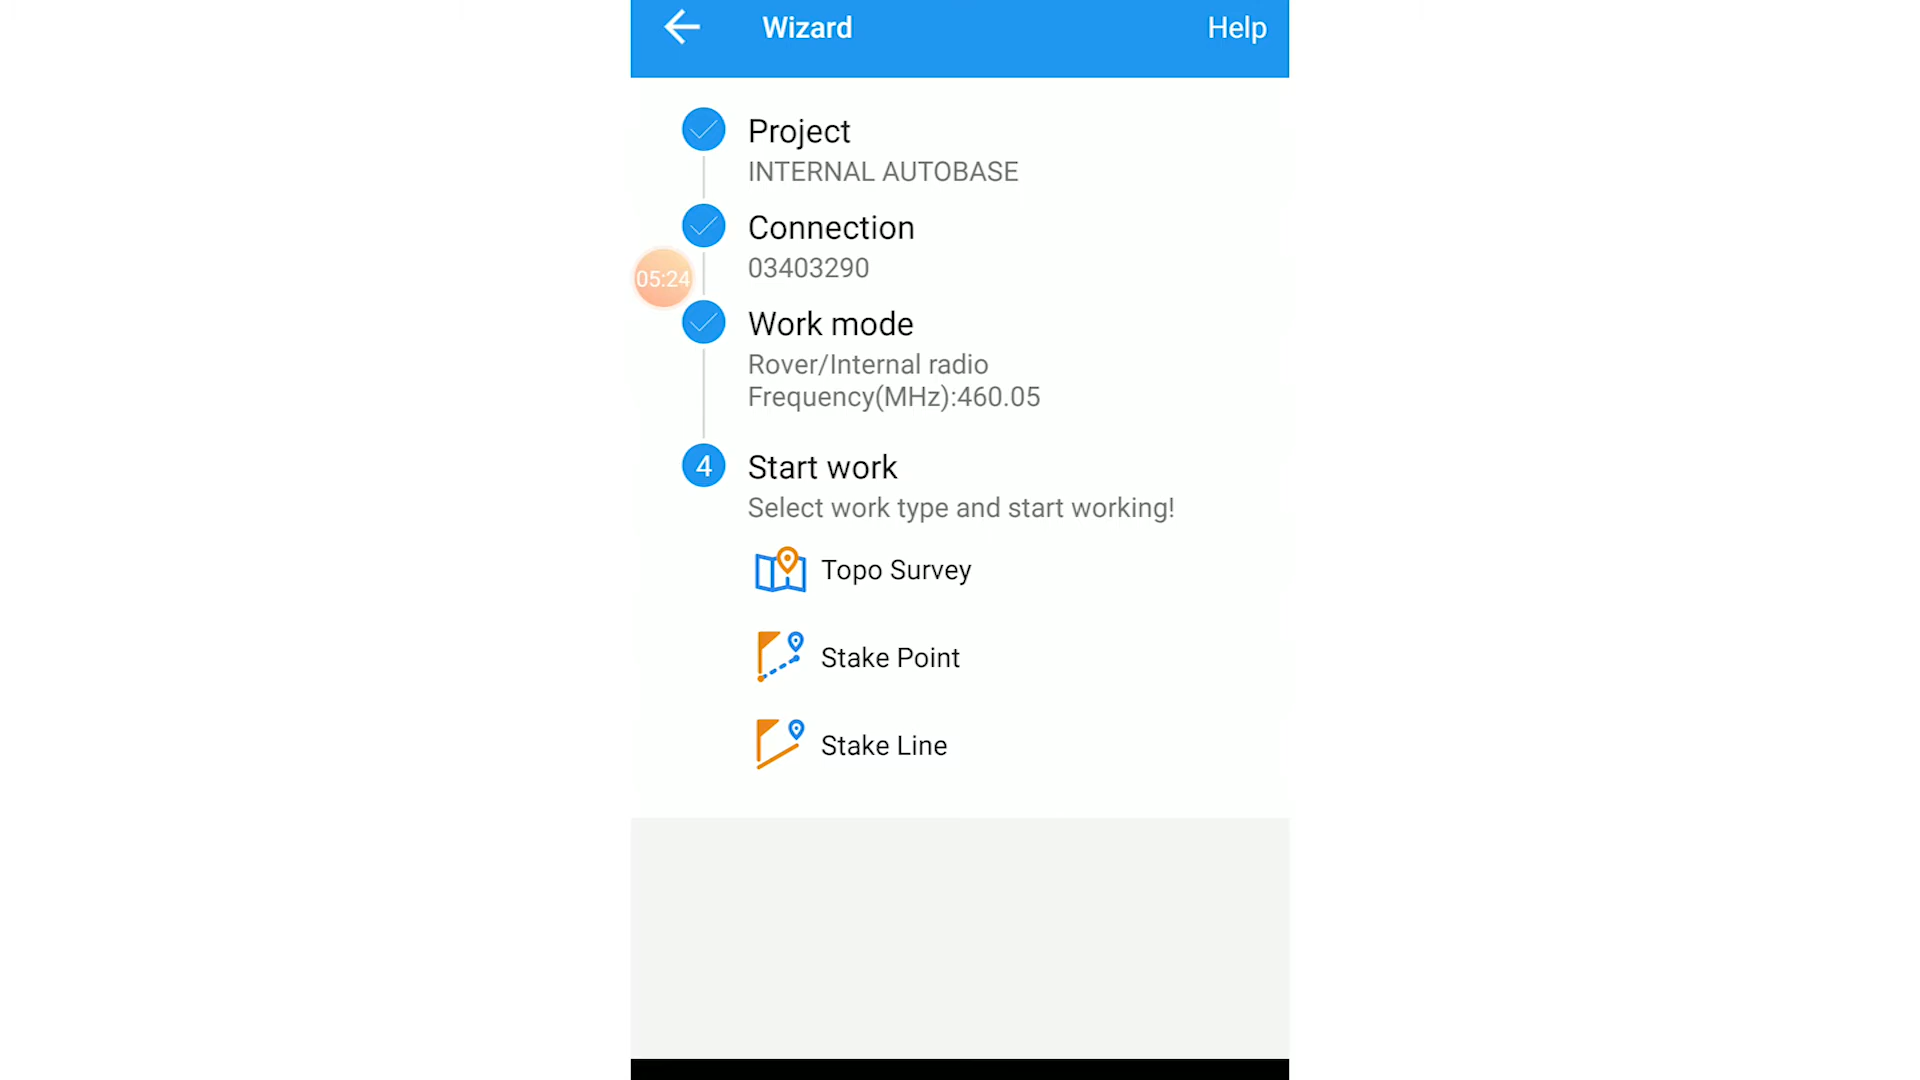 Wizard
Help
Project
INTERNAL AUTOBASE
Connection
03403290
05:24
Work mode
Rover/Internal radio
Frequency(MHz):460.05
4
Start work
Select work type and start working!
Topo Survey
Stake Point
Stake Line